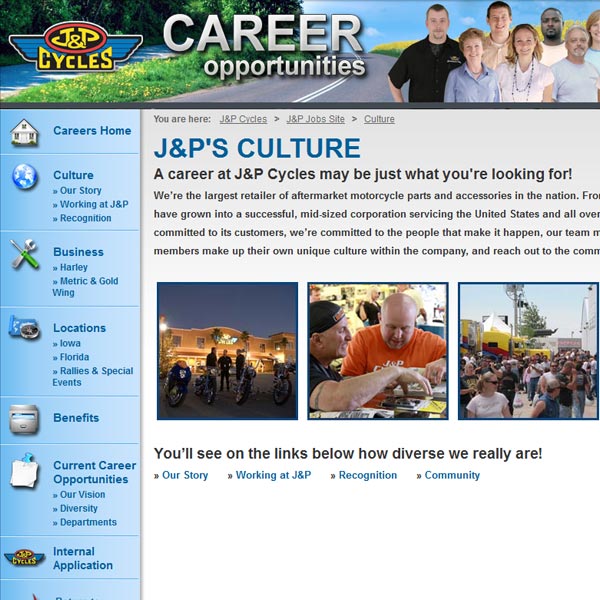 J&P
CYCLES
CAREER
opportunities
You are here: J&P Cycles > J&P Jobs Site > Culture
J&P'S CULTURE
A career at J&P Cycles may be just what you're looking for!
We're the largest retailer of aftermarket motorcycle parts and accessories in the nation.
have grown into a successful, mid-sized corporation servicing the United States and all over
committed to its customers, we're committed to the people that make it happen, our team
members make up their own unique culture within the company, and reach out to the
Careers Home
Culture
» Our Story
» Working at J&P
» Recognition
Business
» Harley
» Metric & Gold
Wing
Locations
» Iowa
» Florida
» Rallies & Special
Events
Benefits
Current Career
Opportunities
» Our Vision
» Diversity
» Departments
J&P
CYCLES
Internal
Application
J&P
CYCLES
J&P
You'll see on the links below how diverse we really are!
» Our Story » Working at J&P » Recognition » Community